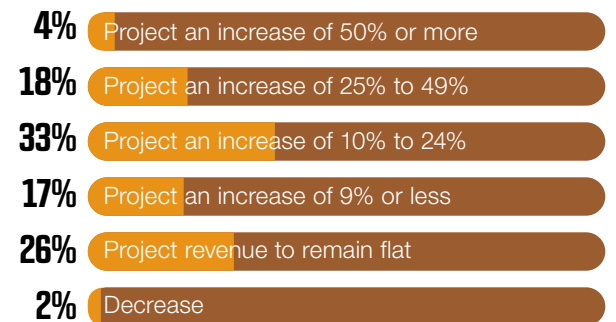 4% Project an increase of 50% or more
18% Project an increase of 25% to 49%
33% Project an increase of 10% to 24%
17% Project an increase of 9% or less
26% Project revenue to remain flat
2% Decrease